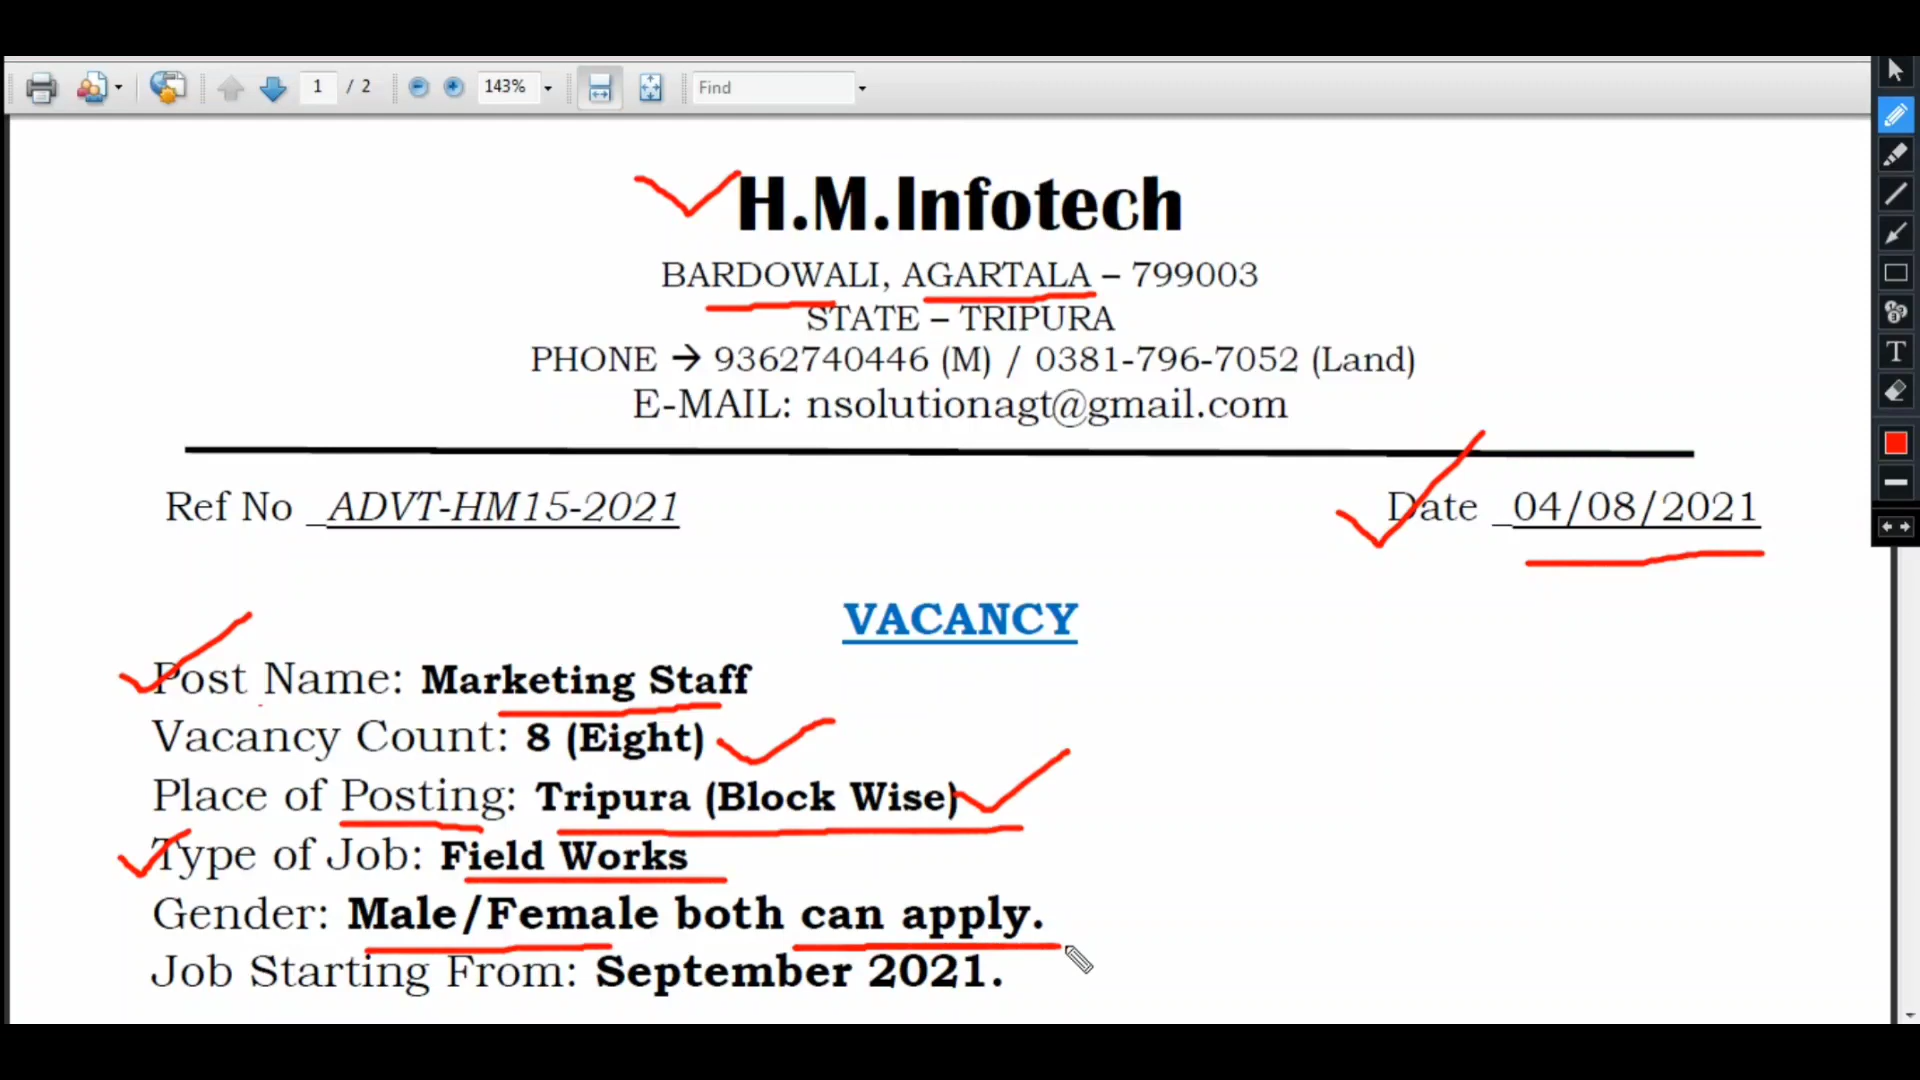 1 / 2 143% Find
H.M.Infotech
BARDOWALI, AGARTALA – 799003
STATE – TRIPURA
PHONE → 9362740446 (M) / 0381-796-7052 (Land)
E-MAIL: nsolutionagt@gmail.com
Ref No _ADVT-HM15-2021 Date _04/08/2021
VACANCY
Post Name: Marketing Staff
Vacancy Count: 8 (Eight)
Place of Posting: Tripura (Block Wise)
Type of Job: Field Works
Gender: Male/Female both can apply.
Job Starting From: September 2021.